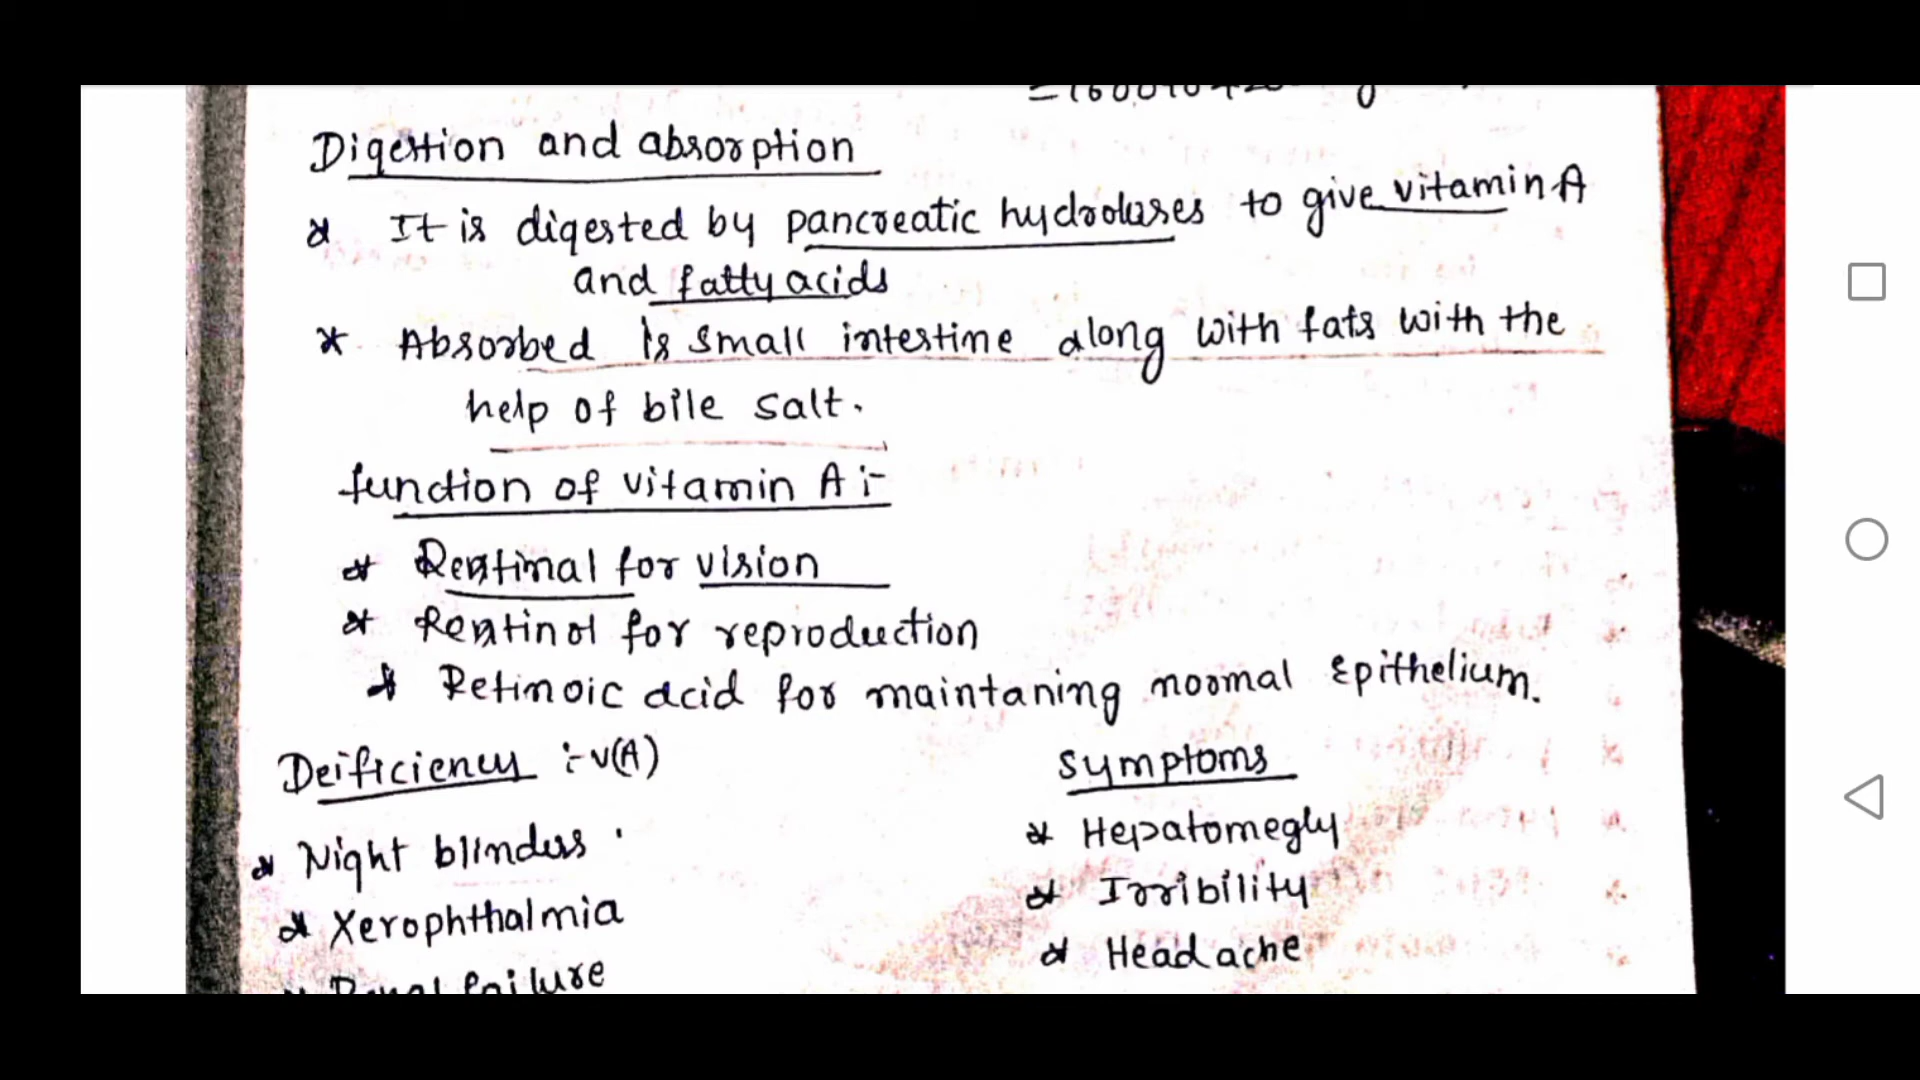 Digestion and absorption
* It is digested by pancreatic hydrolases to give vitamin A
and fatty acids
* Absorbed is small intestine along with fats with the
help of bile salt.
function of vitamin A :-
* Rentinal for vision
* Rentinol for reproduction
* Retinoic acid for maintaning normal epithelium.
Deificiency :- V(A)
Symptoms
* Night blindess
* Hepatomegly
* Xerophthalmia
* Irribility
failure
* Headache